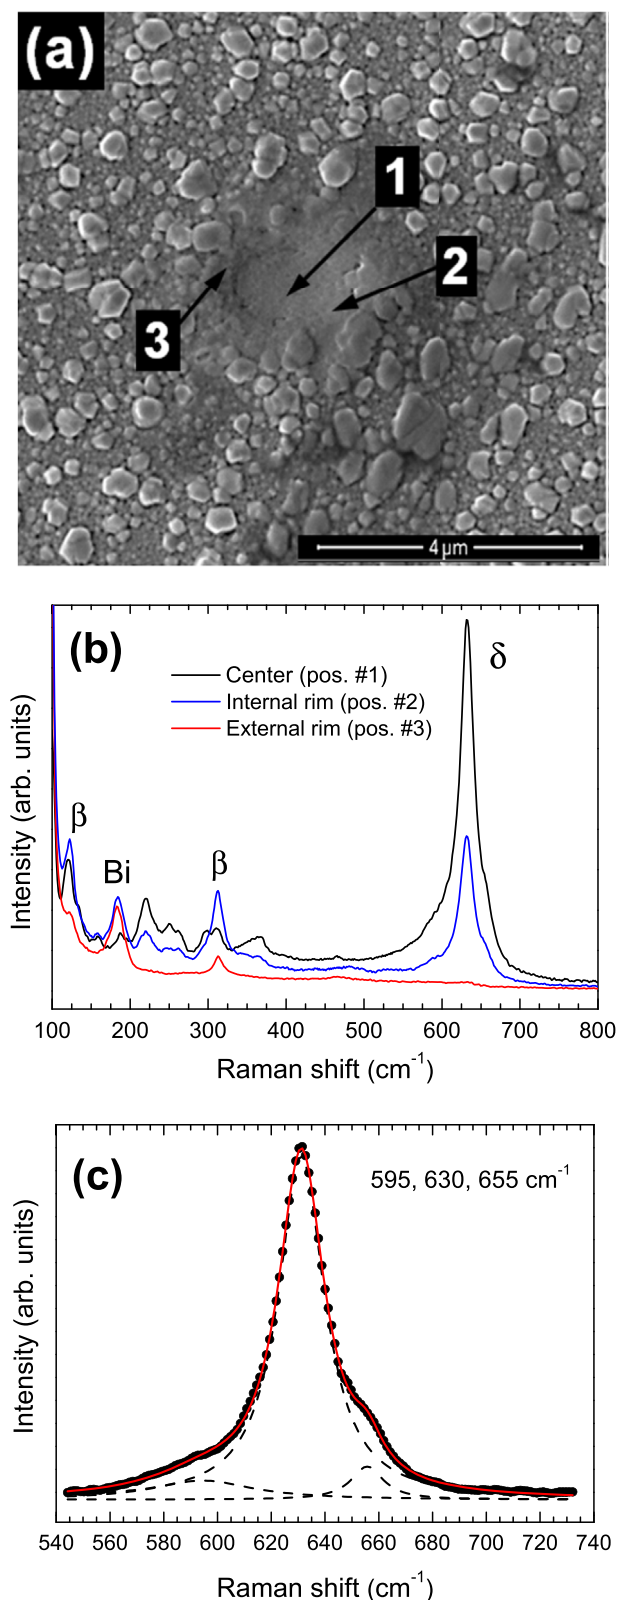 (a)
1
2
3
4 µm
(b)
Center (pos. #1)
Internal rim (pos. #2)
External rim (pos. #3)
δ
β
Bi
β
Intensity (arb. units)
100 200 300 400 500 600 700 800
Raman shift (cm-1)
(c)
595, 630, 655 cm-1
Intensity (arb. units)
540 560 580 600 620 640 660 680 700 720 740
Raman shift (cm-1)